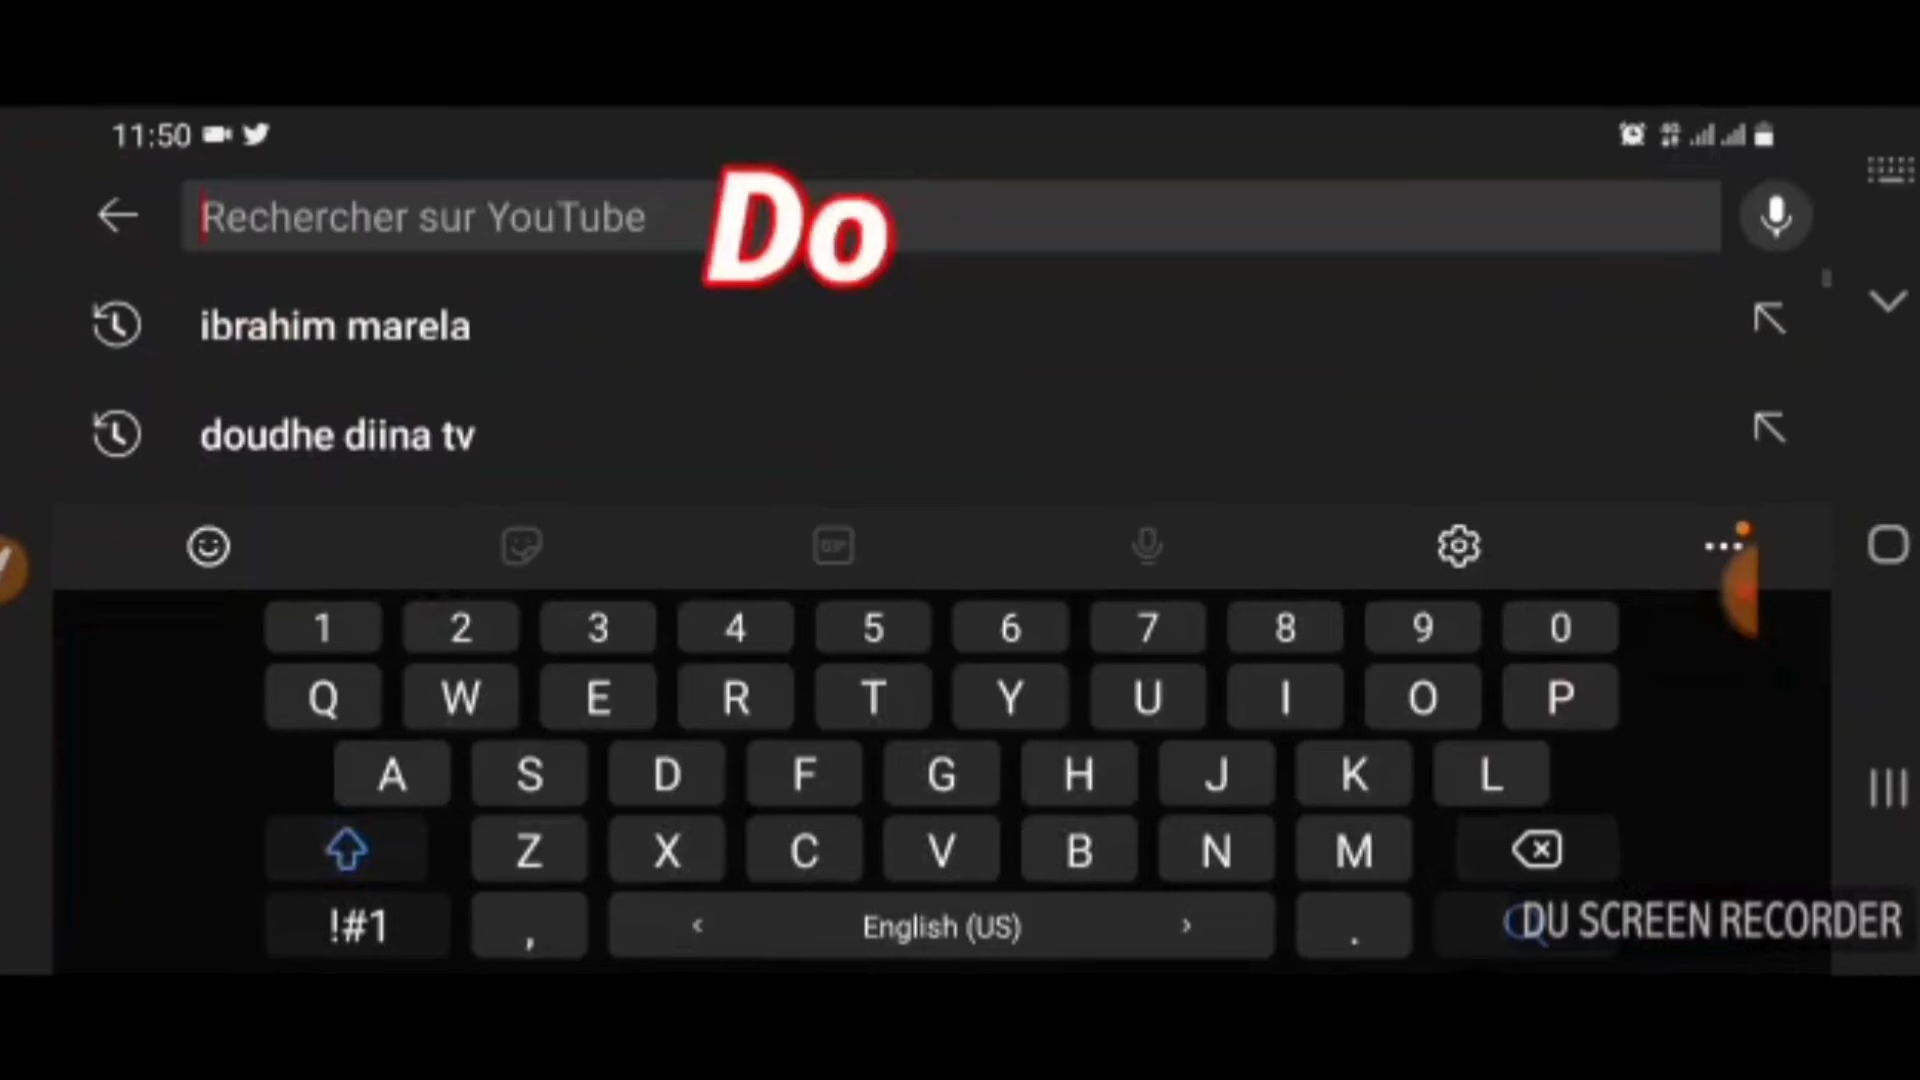 11:50
Rechercher sur YouTube
Do
ibrahim marela
doudhe diina tv
GIF
1 2 3 4 5 6 7 8 9 0
Q W E R T Y U I O P
A S D F G H J K L
Z X C V B N M
!#1 , < English (US) > .
DU SCREEN RECORDER